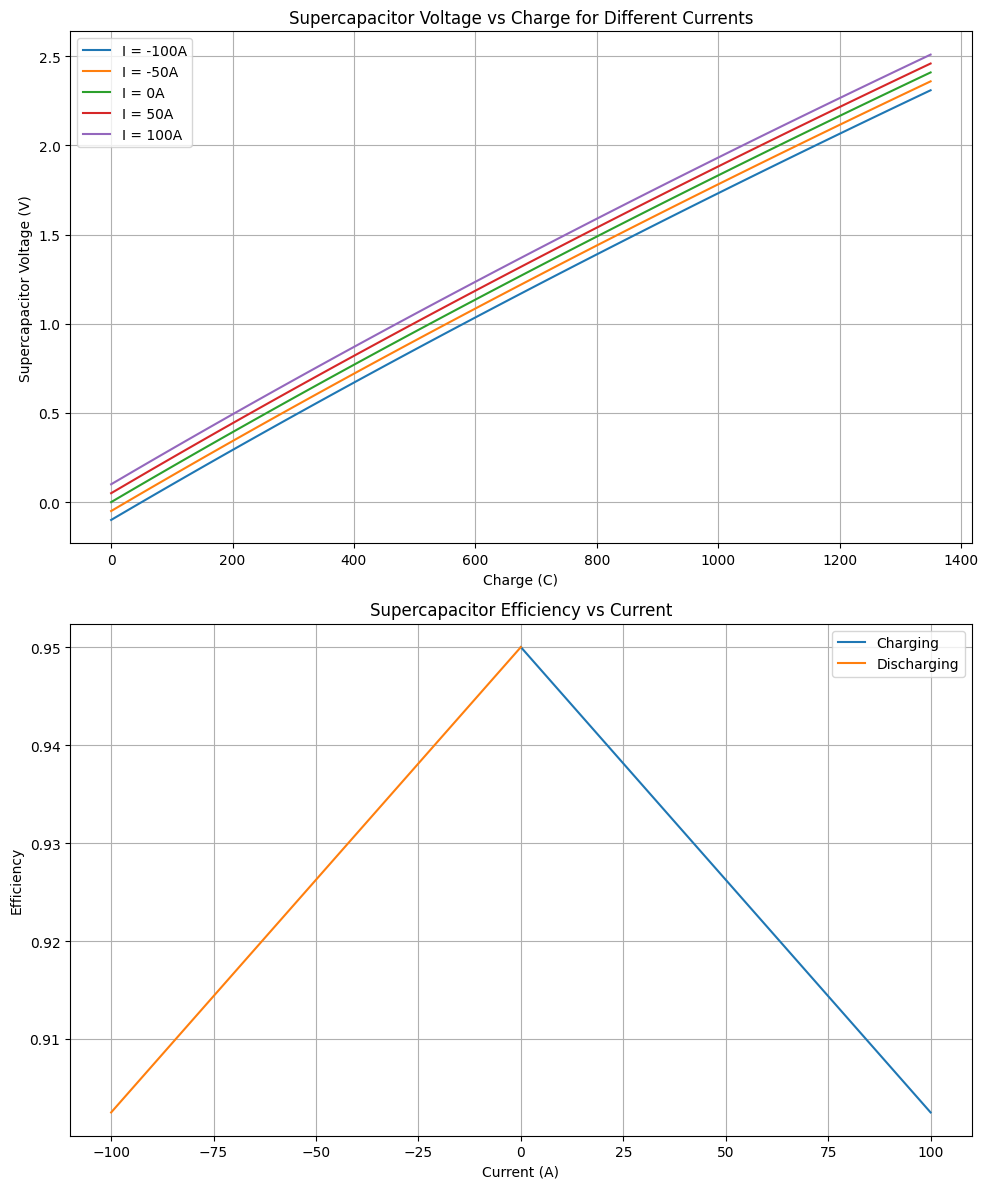 Supercapacitor Voltage vs Charge for Different Currents
I = -100A
I = -50A
I = 0A
I = 50A
I = 100A
2.5
2.0
1.5
1.0
0.5
0.0
Supercapacitor Voltage (V)
0 200 400 600 800 1000 1200 1400
Charge (C)
Supercapacitor Efficiency vs Current
Charging
Discharging
0.95
0.94
0.93
0.92
0.91
Efficiency
−100 −75 −50 −25 0 25 50 75 100
Current (A)